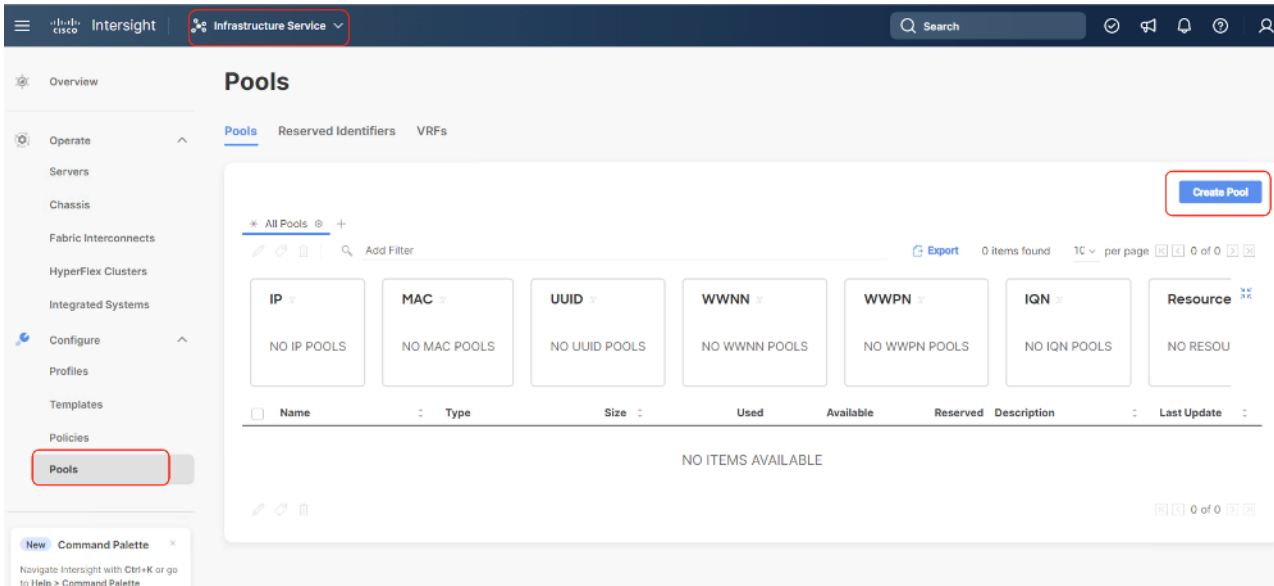 cisco Intersight Infrastructure Service Search
Overview
Operate
Servers
Chassis
Fabric Interconnects
HyperFlex Clusters
Integrated Systems
Configure
Profiles
Templates
Policies
Pools
New Command Palette
Navigate Intersight with Ctrl+K or go
to Help > Command Palette
Pools
Pools Reserved Identifiers VRFs
Create Pool
All Pools
Add Filter Export 0 items found 10 per page 0 of 0
IP MAC UUID WWNN WWPN IQN Resource
NO IP POOLS NO MAC POOLS NO UUID POOLS NO WWNN POOLS NO WWPN POOLS NO IQN POOLS NO RESOU
Name Type Size Used Available Reserved Description Last Update
NO ITEMS AVAILABLE
0 of 0